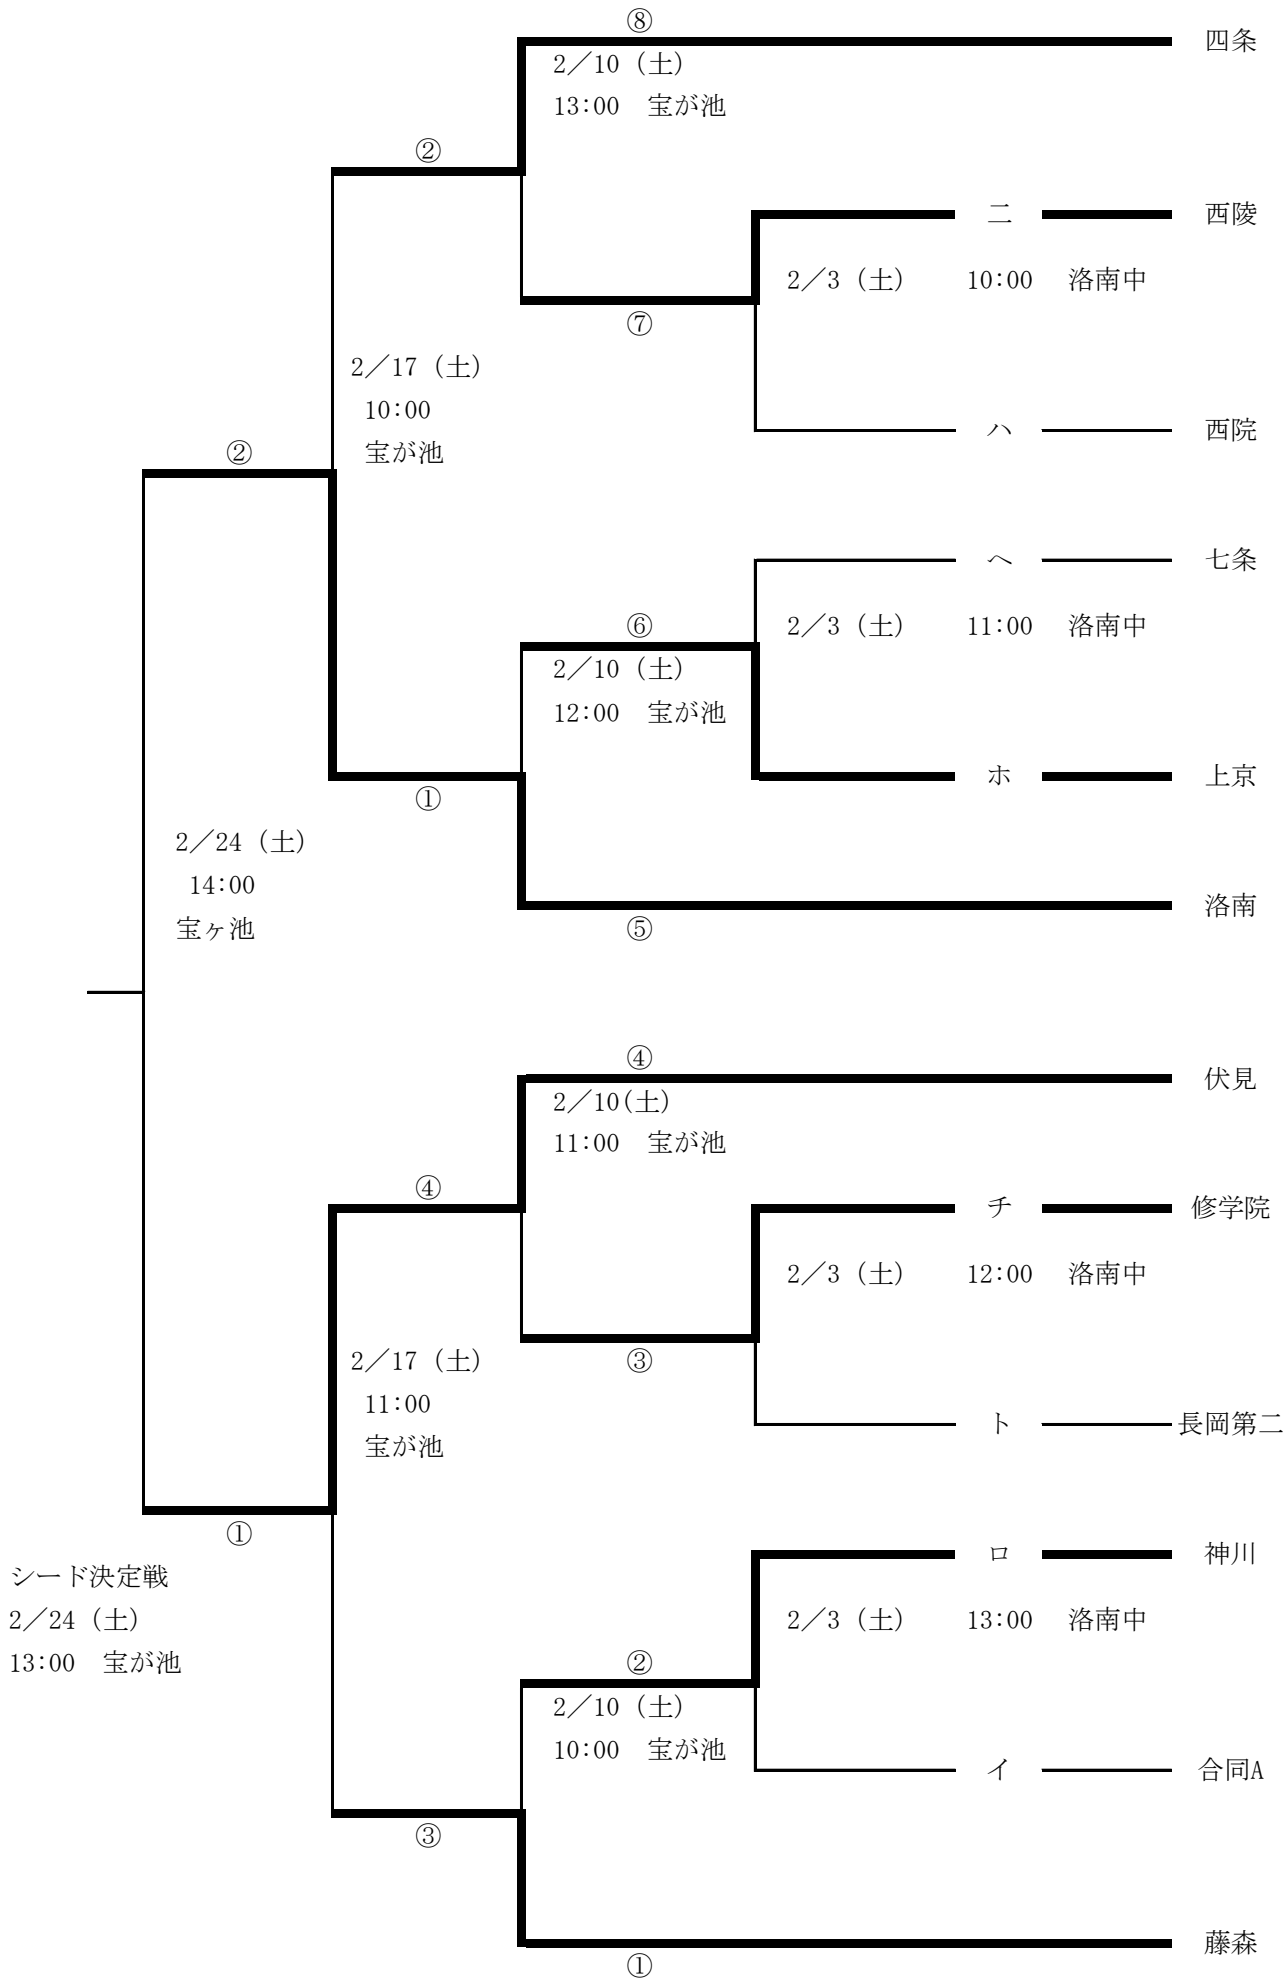 ⑧
四条
2/10 (土)
13:00 宝が池
②
二 西陵
2/3 (土) 10:00 洛南中
⑦
2/17 (土)
10:00
宝が池
ハ 西院
②
ヘ 七条
⑥
2/3 (土) 11:00 洛南中
2/10 (土)
12:00 宝が池
ホ 上京
①
2/24 (土)
14:00
宝ヶ池
洛南
⑤
④
伏見
2/10(土)
11:00 宝が池
④
チ 修学院
2/3 (土) 12:00 洛南中
③
2/17 (土)
11:00
宝が池
ト 長岡第二
①
ロ 神川
シード決定戦
2/24 (土)
13:00 宝が池
2/3 (土) 13:00 洛南中
②
2/10 (土)
10:00 宝が池
イ 合同A
③
藤森
①